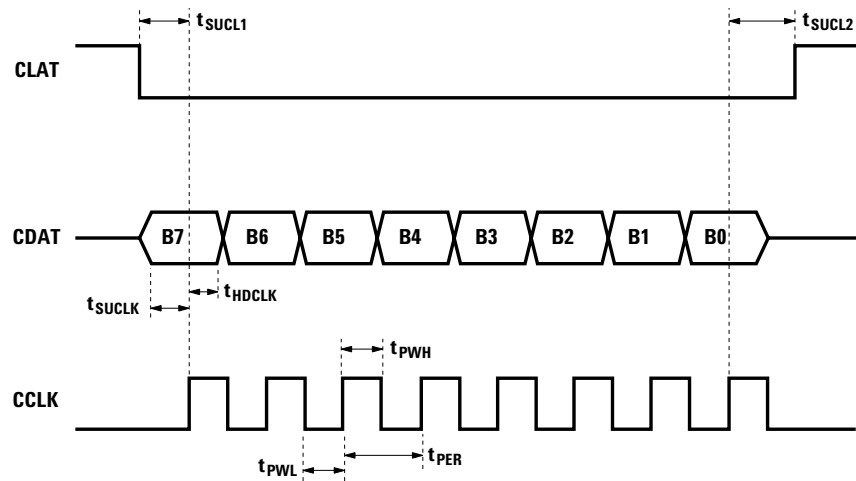 tSUCL1
tSUCL2
CLAT
CDAT
B7 B6 B5 B4 B3 B2 B1 B0
tSUCLK
tHDCLK
tPWH
CCLK
tPWL
tPER